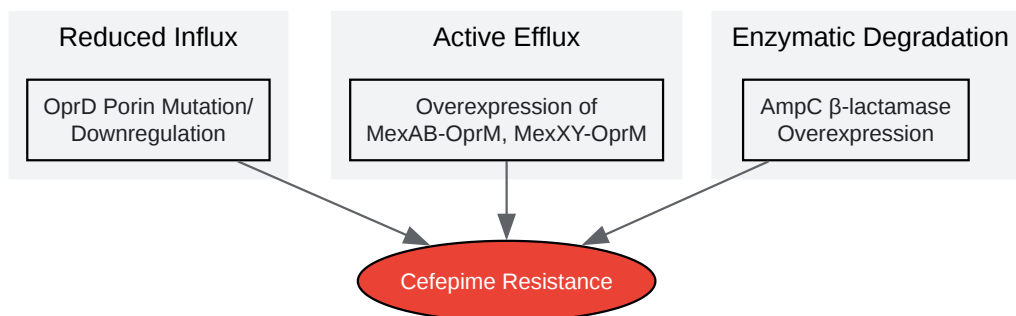 Reduced Influx
OprD Porin Mutation/
Downregulation
Active Efflux
Overexpression of
MexAB-OprM, MexXY-OprM
Enzymatic Degradation
AmpC β-lactamase
Overexpression
Cefepime Resistance